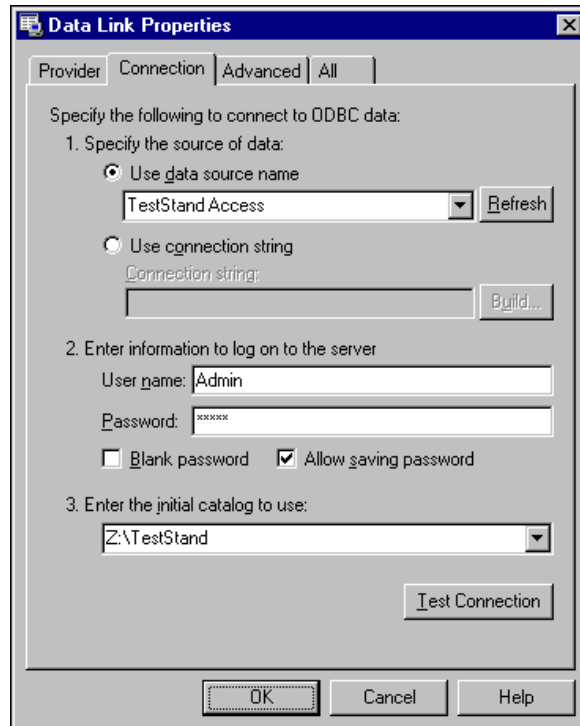 Data Link Properties
Provider Connection Advanced All
Specify the following to connect to ODBC data:
1. Specify the source of data:
Use data source name
TestStand Access Refresh
Use connection string
Connection string:
Build...
2. Enter information to log on to the server
User name: Admin
Password: *****
Blank password Allow saving password
3. Enter the initial catalog to use:
Z:\TestStand
Test Connection
OK Cancel Help